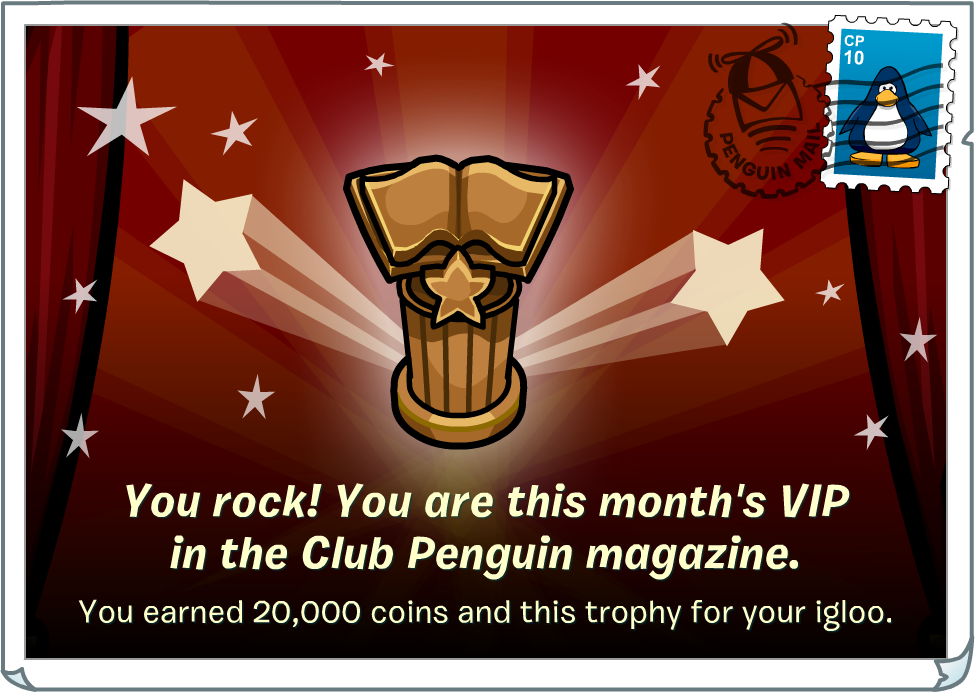 CP
10
PENGUIN MAIL
You rock! You are this month's VIP
in the Club Penguin magazine.
You earned 20,000 coins and this trophy for your igloo.